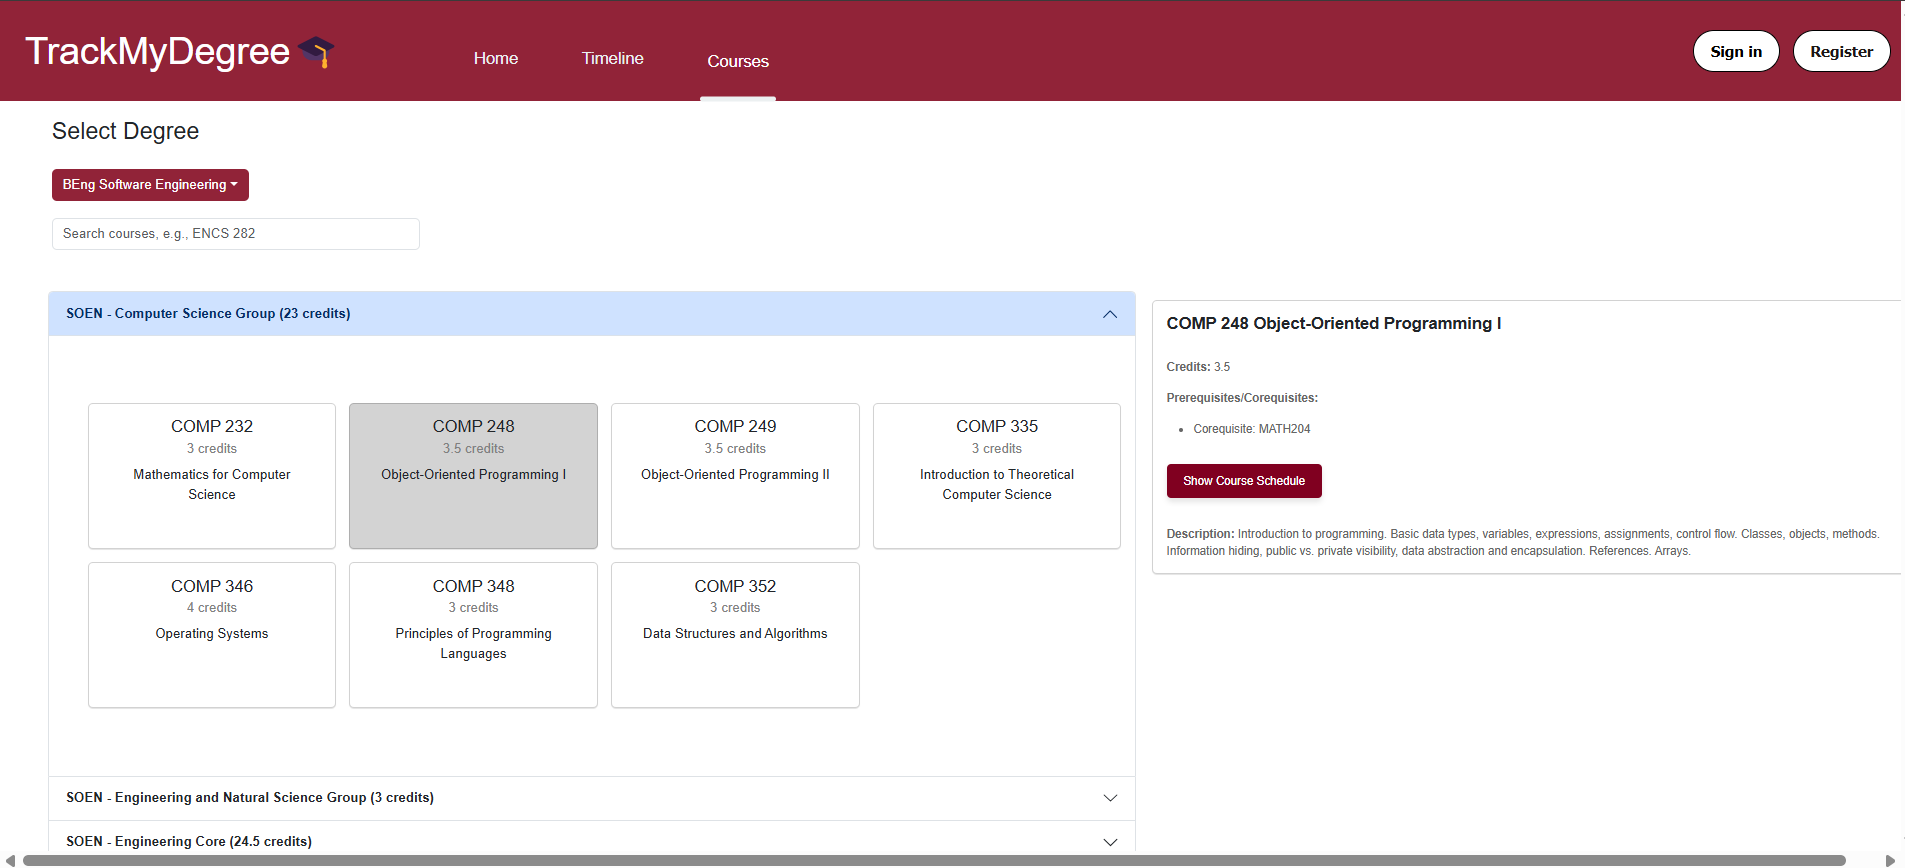 TrackMyDegree
Home
Timeline
Courses
Sign in
Register
Select Degree
BEng Software Engineering
Search courses, e.g., ENCS 282
SOEN - Computer Science Group (23 credits)
COMP 232
3 credits
Mathematics for Computer
Science
COMP 248
3.5 credits
Object-Oriented Programming I
COMP 249
3.5 credits
Object-Oriented Programming II
COMP 335
3 credits
Introduction to Theoretical
Computer Science
COMP 346
4 credits
Operating Systems
COMP 348
3 credits
Principles of Programming
Languages
COMP 352
3 credits
Data Structures and Algorithms
SOEN - Engineering and Natural Science Group (3 credits)
SOEN - Engineering Core (24.5 credits)
COMP 248 Object-Oriented Programming I
Credits: 3.5
Prerequisites/Corequisites:
• Corequisite: MATH204
Show Course Schedule
Description: Introduction to programming. Basic data types, variables, expressions, assignments, control flow. Classes, objects, methods.
Information hiding, public vs. private visibility, data abstraction and encapsulation. References. Arrays.